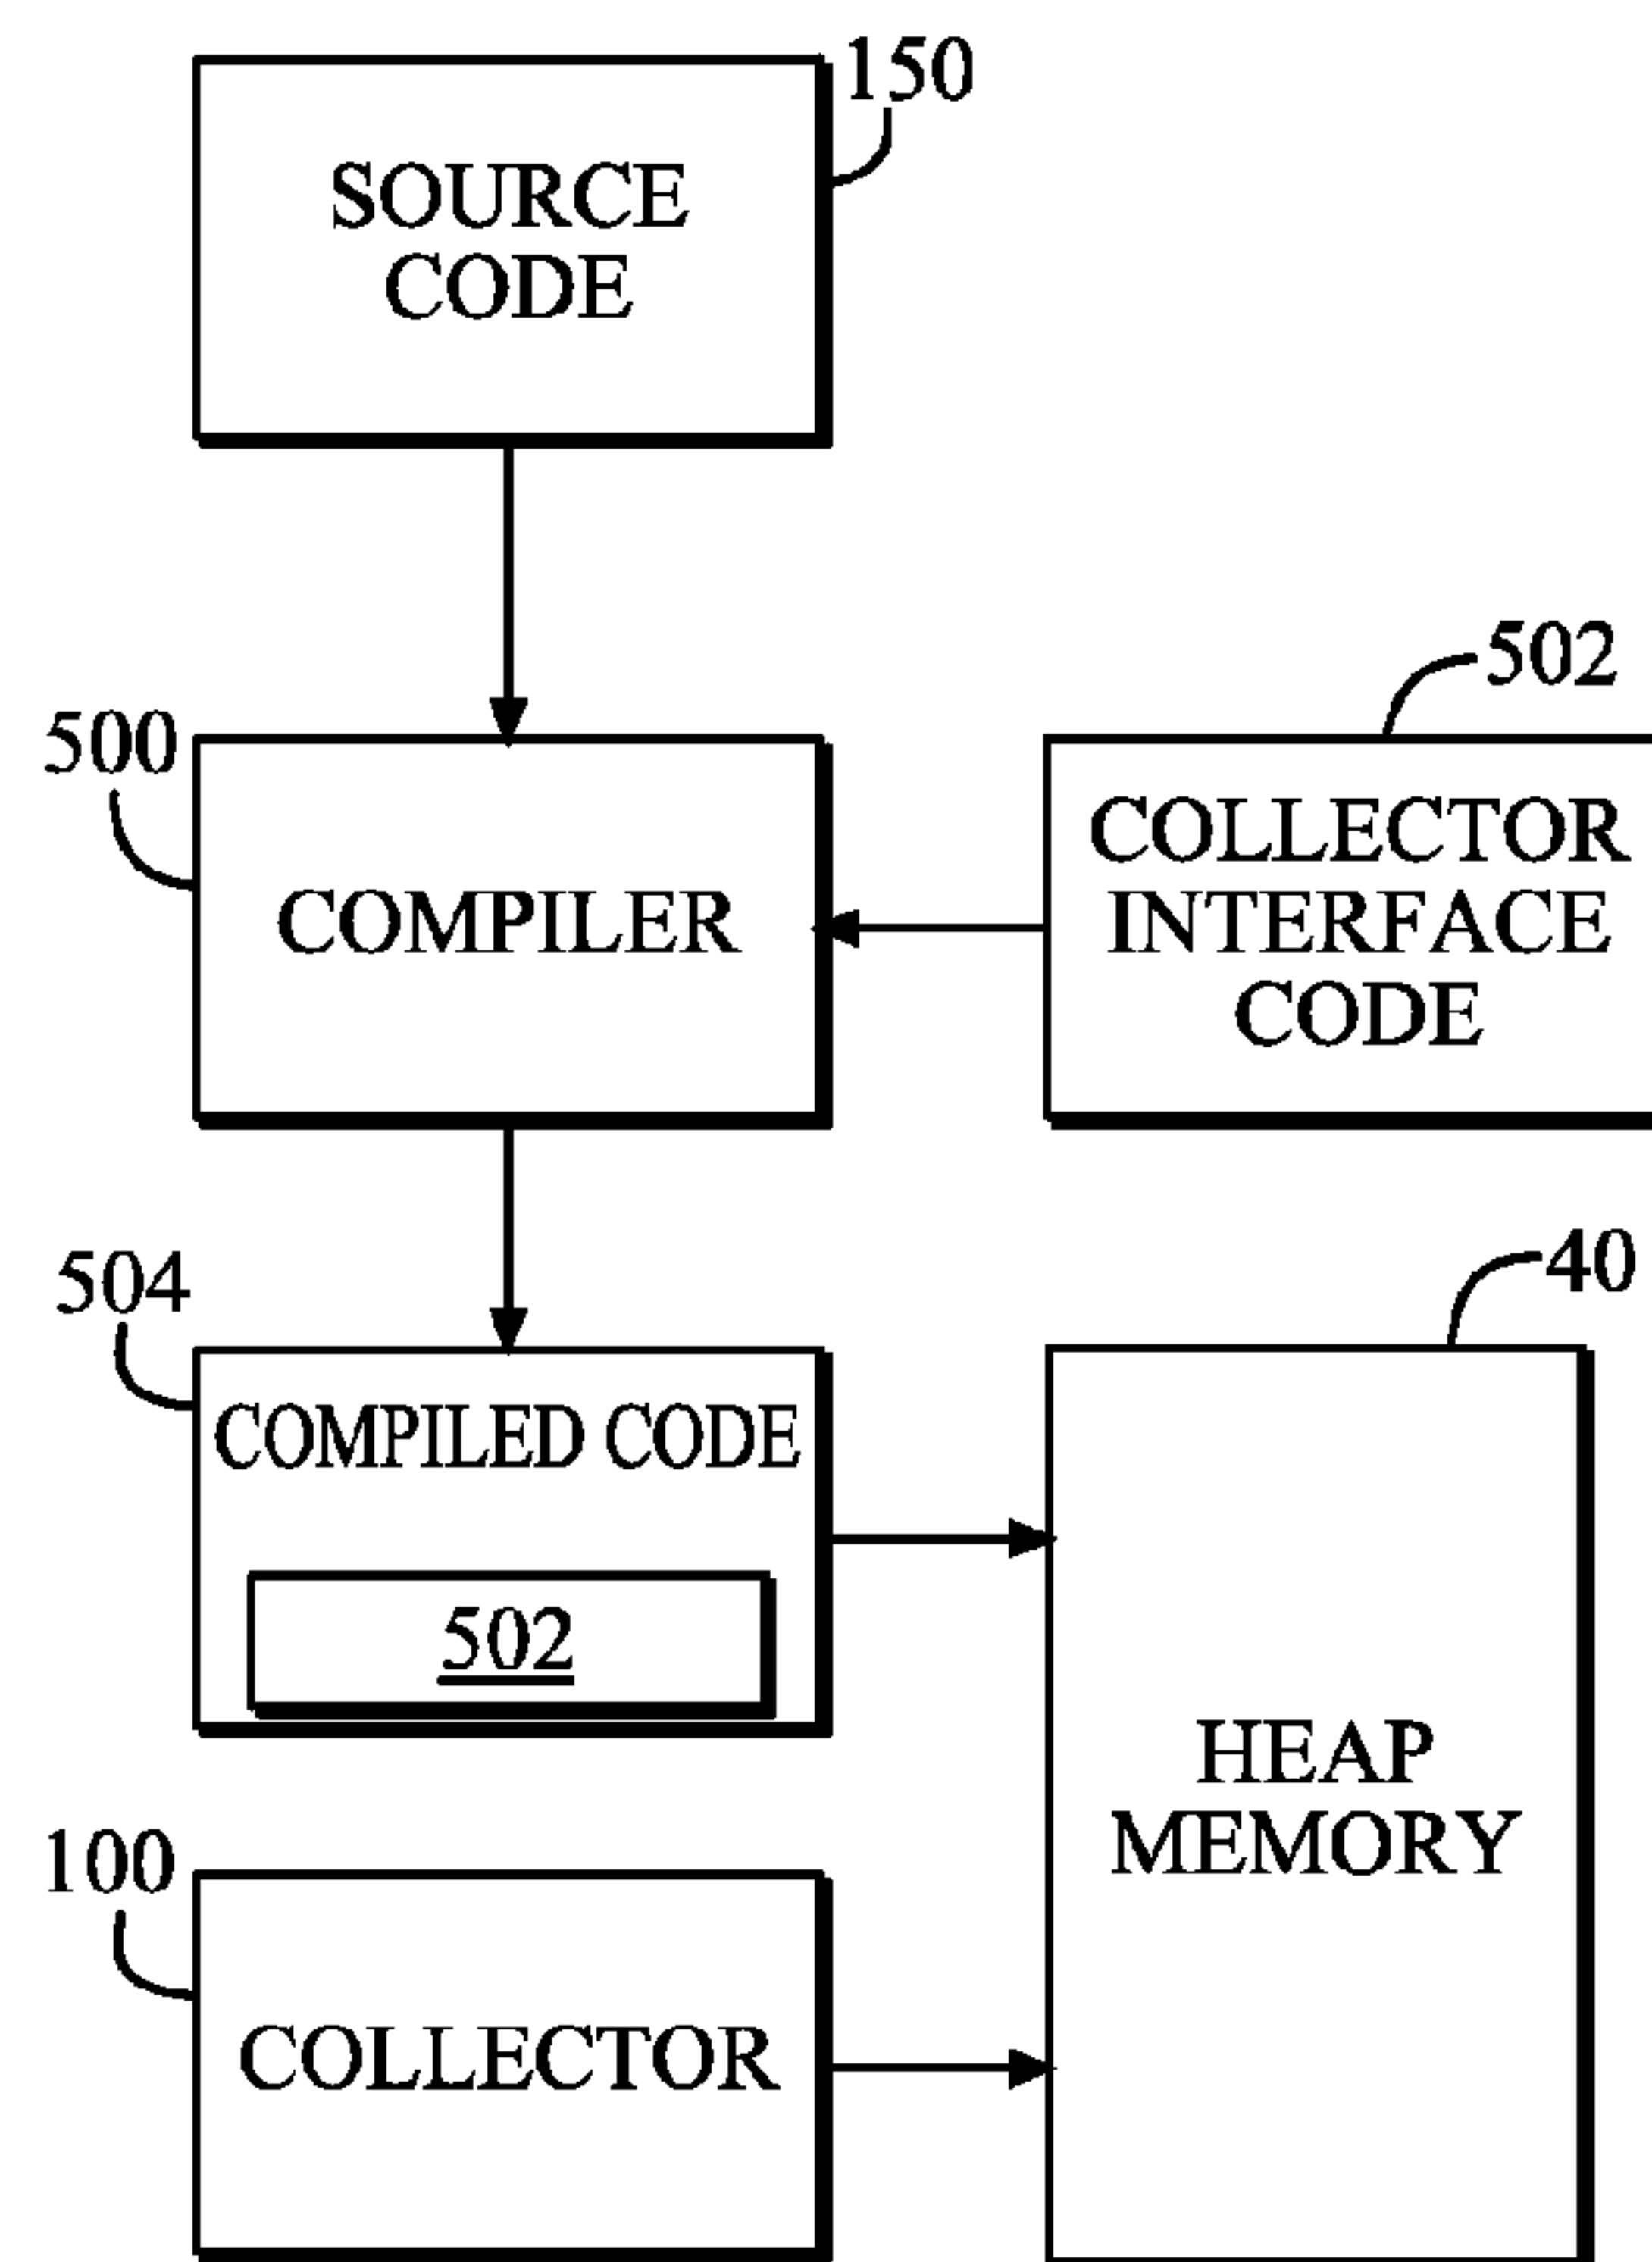 150
SOURCE
CODE
502
500
COLLECTOR
INTERFACE
CODE
COMPILER
504
40
COMPILED CODE
502
HEAP
MEMORY
100
COLLECTOR